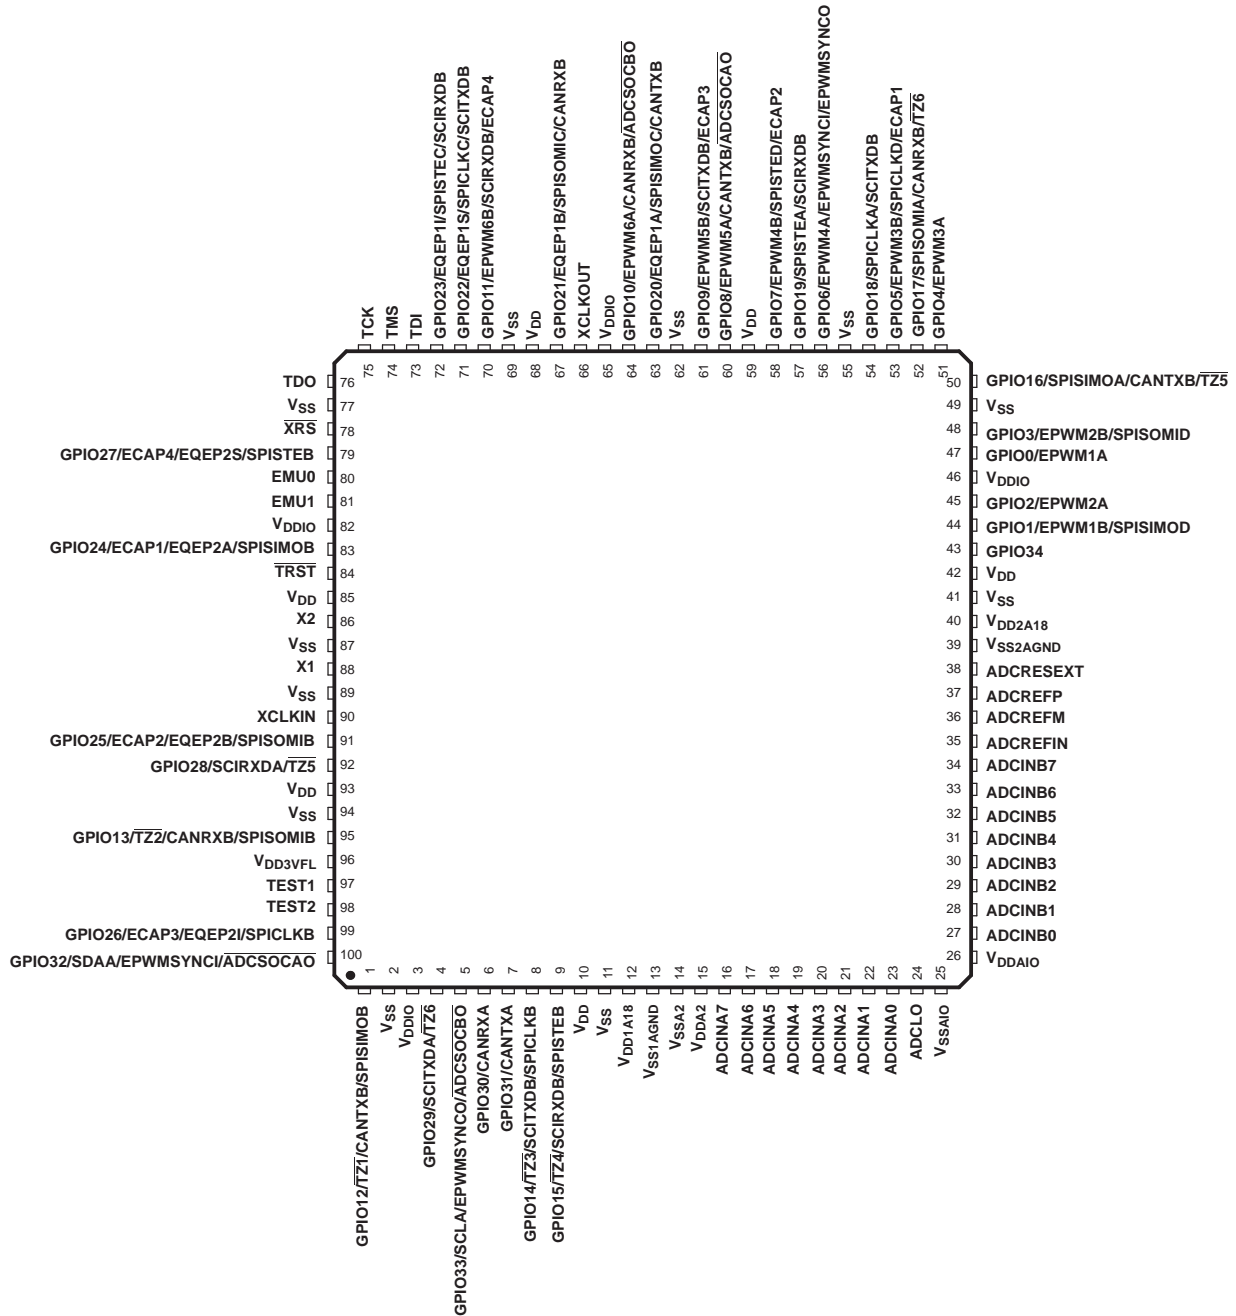 TCK
TMS
TDI
GPIO23/EQEP1I/SPISTEC/SCIRXDB
GPIO22/EQEP1S/SPICLKC/SCITXDB
GPIO11/EPWM6B/SCIRXDB/ECAP4
VSS
VDD
GPIO21/EQEP1B/SPISOMIC/CANRXB
XCLKOUT
VDDIO
GPIO10/EPWM6A/CANRXB/ADCSOCBO
GPIO20/EQEP1A/SPISIMOC/CANTXB
VSS
GPIO9/EPWM5B/SCITXDB/ECAP3
GPIO8/EPWM5A/CANTXB/ADCSOCAO
VDD
GPIO7/EPWM4B/SPISTED/ECAP2
GPIO19/SPISTEA/SCIRXDB
GPIO6/EPWM4A/EPWMSYNCI/EPWMSYNCO
VSS
GPIO18/SPICLKA/SCITXDB
GPIO5/EPWM3B/SPICLKD/ECAP1
GPIO17/SPISOMIA/CANRXB/TZ6
GPIO4/EPWM3A
75 74 73 72 71 70 69 68 67 66 65 64 63 62 61 60 59 58 57 56 55 54 53 52 51
TDO 76
VSS 77
XRS 78
GPIO27/ECAP4/EQEP2S/SPISTEB 79
EMU0 80
EMU1 81
VDDIO 82
GPIO24/ECAP1/EQEP2A/SPISIMOB 83
TRST 84
VDD 85
X2 86
VSS 87
X1 88
VSS 89
XCLKIN 90
GPIO25/ECAP2/EQEP2B/SPISOMIB 91
GPIO28/SCIRXDA/TZ5 92
VDD 93
VSS 94
GPIO13/TZ2/CANRXB/SPISOMIB 95
VDD3VFL 96
TEST1 97
TEST2 98
GPIO26/ECAP3/EQEP2I/SPICLKB 99
GPIO32/SDAA/EPWMSYNCI/ADCSOCAO 100
50 GPIO16/SPISIMOA/CANTXB/TZ5
49 VSS
48 GPIO3/EPWM2B/SPISOMID
47 GPIO0/EPWM1A
46 VDDIO
45 GPIO2/EPWM2A
44 GPIO1/EPWM1B/SPISIMOD
43 GPIO34
42 VDD
41 VSS
40 VDD2A18
39 VSS2AGND
38 ADCRESEXT
37 ADCREFP
36 ADCREFM
35 ADCREFIN
34 ADCINB7
33 ADCINB6
32 ADCINB5
31 ADCINB4
30 ADCINB3
29 ADCINB2
28 ADCINB1
27 ADCINB0
26 VDDAIO
1 2 3 4 5 6 7 8 9 10 11 12 13 14 15 16 17 18 19 20 21 22 23 24 25
GPIO12/TZ1/CANTXB/SPISIMOB
VSS
VDDIO
GPIO29/SCITXDA/TZ6
GPIO33/SCLA/EPWMSYNCO/ADCSOCBO
GPIO30/CANRXA
GPIO31/CANTXA
GPIO14/TZ3/SCITXDB/SPICLKB
GPIO15/TZ4/SCIRXDB/SPISTEB
VDD
VSS
VDD1A18
VSS1AGND
VSSA2
VDDA2
ADCINA7
ADCINA6
ADCINA5
ADCINA4
ADCINA3
ADCINA2
ADCINA1
ADCINA0
ADCLO
VSSAIO